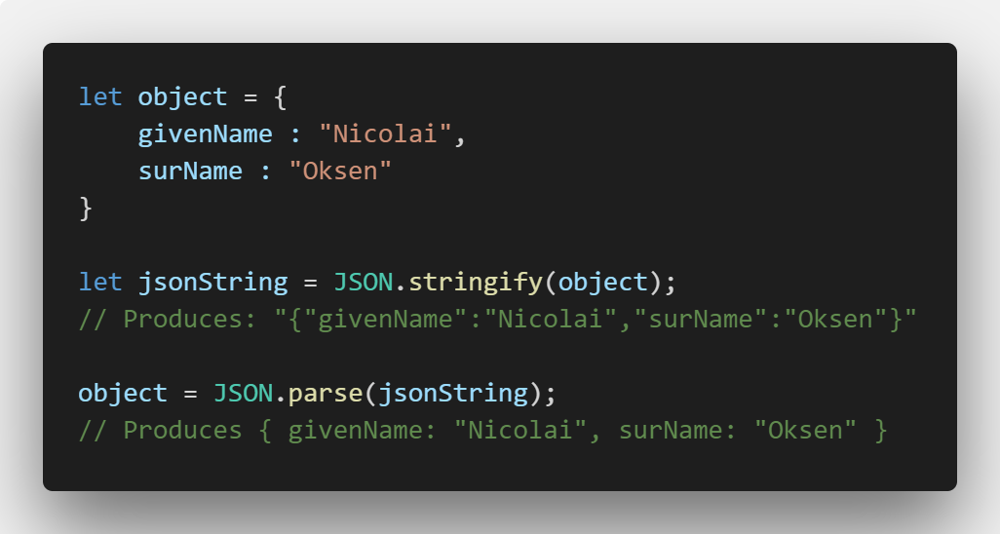 let object = {
    givenName : "Nicolai",
    surName : "Oksen"
}
let jsonString = JSON.stringify(object);
// Produces: "{"givenName":"Nicolai","surName":"Oksen"}"
object = JSON.parse(jsonString);
// Produces { givenName: "Nicolai", surName: "Oksen" }